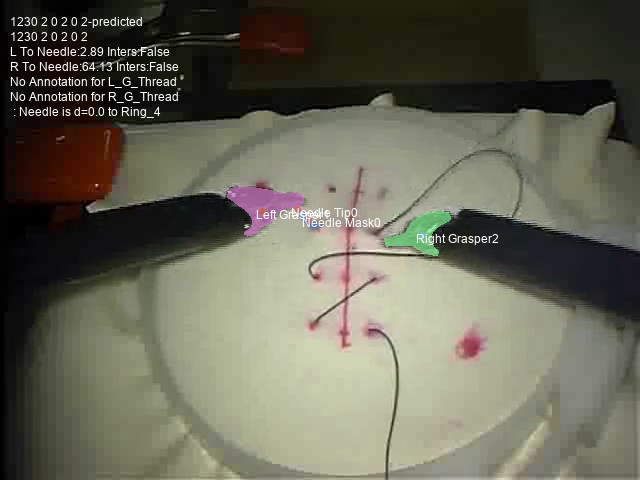 1230 2 0 2 0 2-predicted
1230 2 0 2 0 2
L To Needle:2.89 Inters:False
R To Needle:64.13 Inters:False
No Annotation for L_G_Thread
No Annotation for R_G_Thread
: Needle is d=0.0 to Ring_4
Left Grasper1
Needle Tip0
Needle Mask0
Right Grasper2